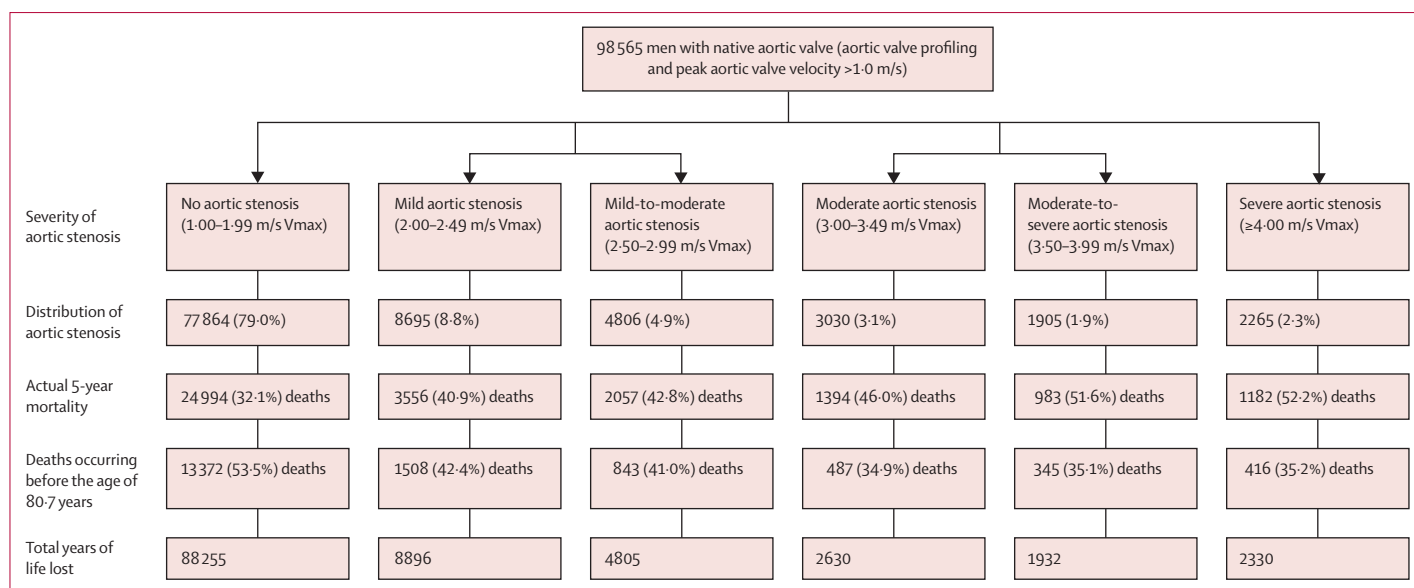 98 565 men with native aortic valve (aortic valve profiling
and peak aortic valve velocity >1·0 m/s)
Severity of
aortic stenosis
No aortic stenosis
(1·00–1·99 m/s Vmax)
Mild aortic stenosis
(2·00–2·49 m/s Vmax)
Mild-to-moderate
aortic stenosis
(2·50–2·99 m/s Vmax)
Moderate aortic stenosis
(3·00–3·49 m/s Vmax)
Moderate-to-
severe aortic stenosis
(3·50–3·99 m/s Vmax)
Severe aortic stenosis
(≥4·00 m/s Vmax)
Distribution of
aortic stenosis
77 864 (79·0%)
8695 (8·8%)
4806 (4·9%)
3030 (3·1%)
1905 (1·9%)
2265 (2·3%)
Actual 5-year
mortality
24 994 (32·1%) deaths
3556 (40·9%) deaths
2057 (42·8%) deaths
1394 (46·0%) deaths
983 (51·6%) deaths
1182 (52·2%) deaths
Deaths occurring
before the age of
80·7 years
13 372 (53·5%) deaths
1508 (42·4%) deaths
843 (41·0%) deaths
487 (34·9%) deaths
345 (35·1%) deaths
416 (35·2%) deaths
Total years of
life lost
88 255
8896
4805
2630
1932
2330